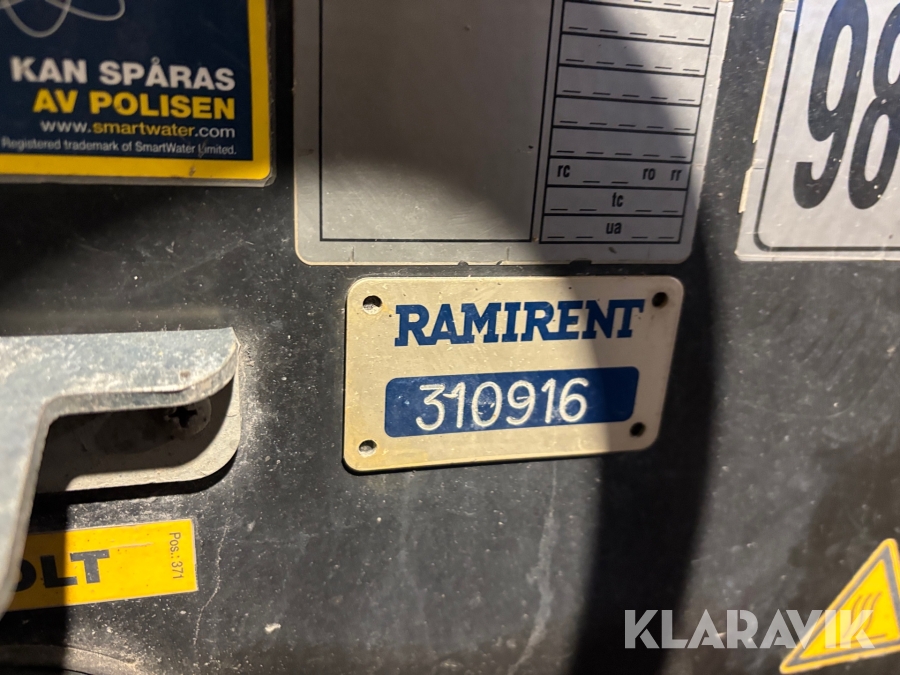 KAN SPÅRAS
AV POLISEN
www.smartwater.com
Registered trademark of SmartWater Limited.
rc ro rr
tc
ua
98
RAMIRENT
310916
OLT
Pos.: 371
KLARAVIK